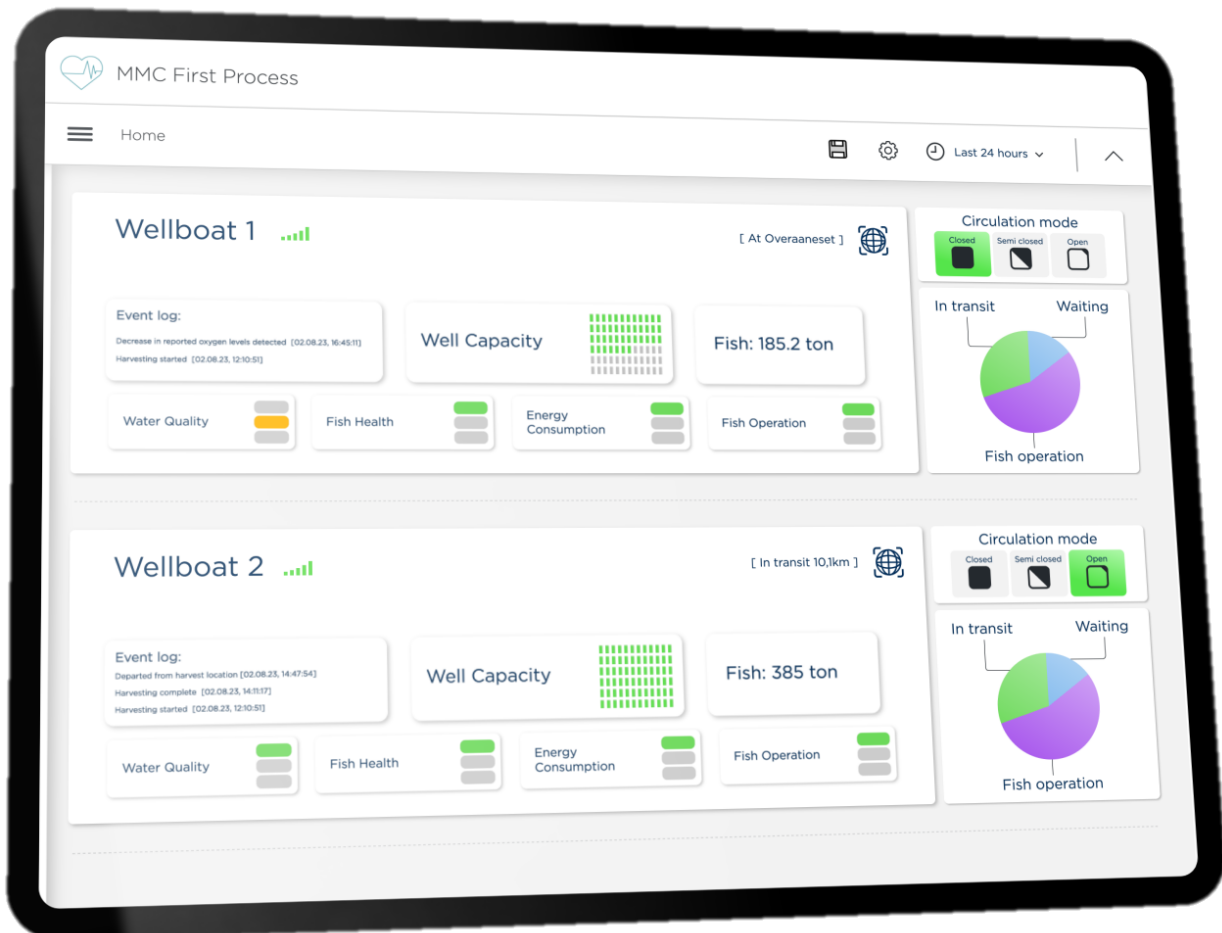 MMC First Process
Home
Last 24 hours
Wellboat 1
[ At Overaaneset ]
Circulation mode
Closed
Semi closed
Open
Event log:
Decrease in reported oxygen levels detected [02.08.23, 16:45:11]
Harvesting started [02.08.23, 12:10:51]
Well Capacity
Fish: 185.2 ton
In transit
Waiting
Fish operation
Water Quality
Fish Health
Energy
Consumption
Fish Operation
Wellboat 2
[ In transit 10,1km ]
Circulation mode
Closed
Semi closed
Open
Event log:
Departed from harvest location [02.08.23, 14:47:54]
Harvesting complete [02.08.23, 14:11:17]
Harvesting started [02.08.23, 12:10:51]
Well Capacity
Fish: 385 ton
In transit
Waiting
Fish operation
Water Quality
Fish Health
Energy
Consumption
Fish Operation